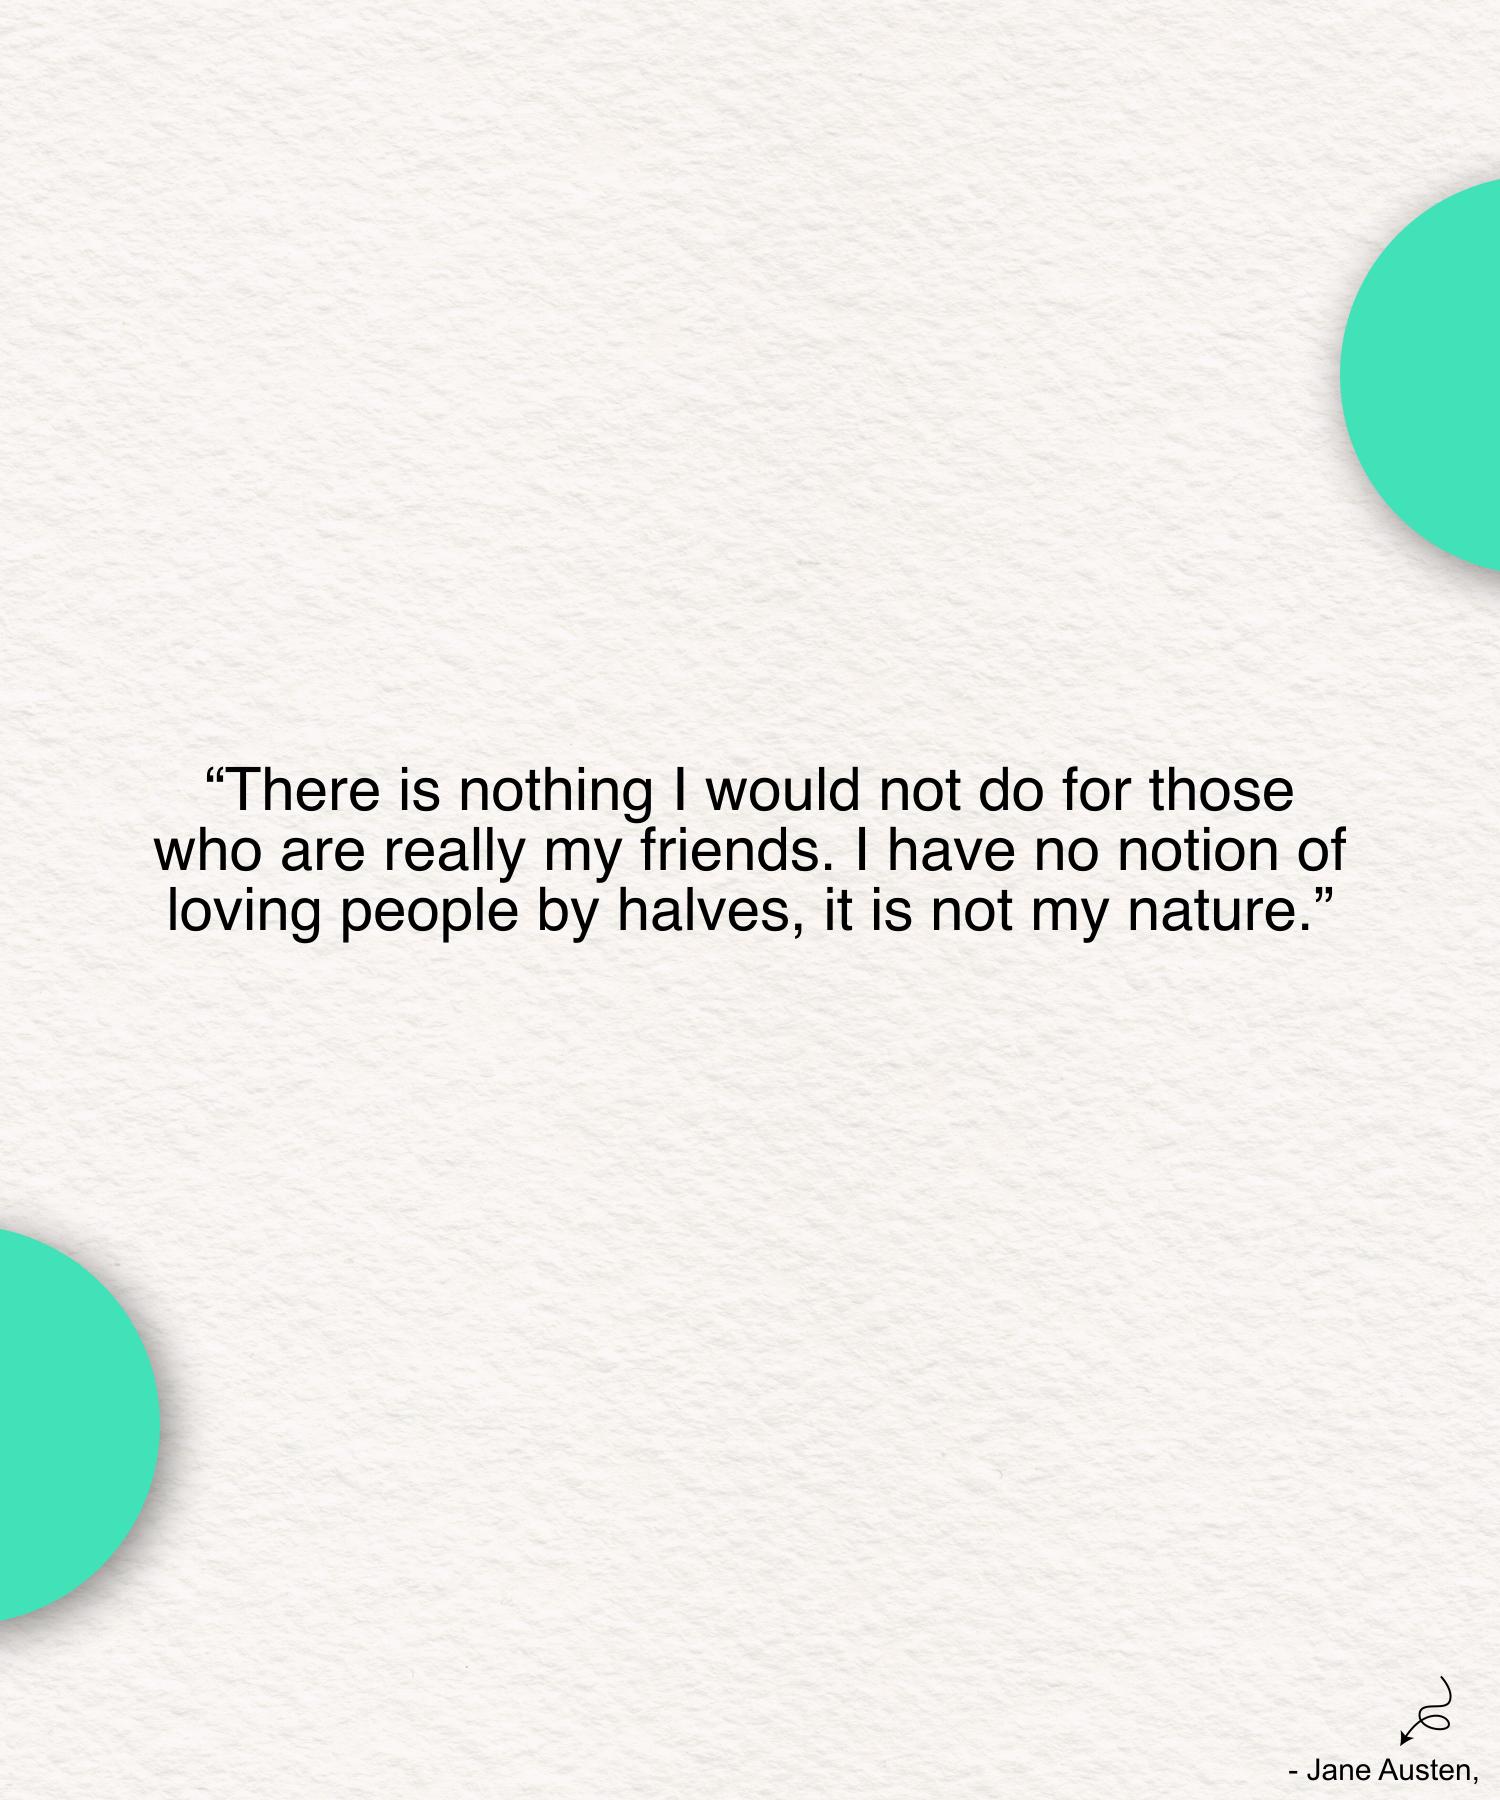 “There is nothing I would not do for those
who are really my friends. I have no notion of
loving people by halves, it is not my nature.”
- Jane Austen,